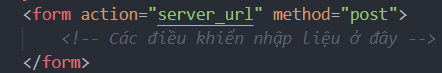 <form action="server_url" method="post">
<!-- Các điều khiển nhập liệu ở đây -->
</form>